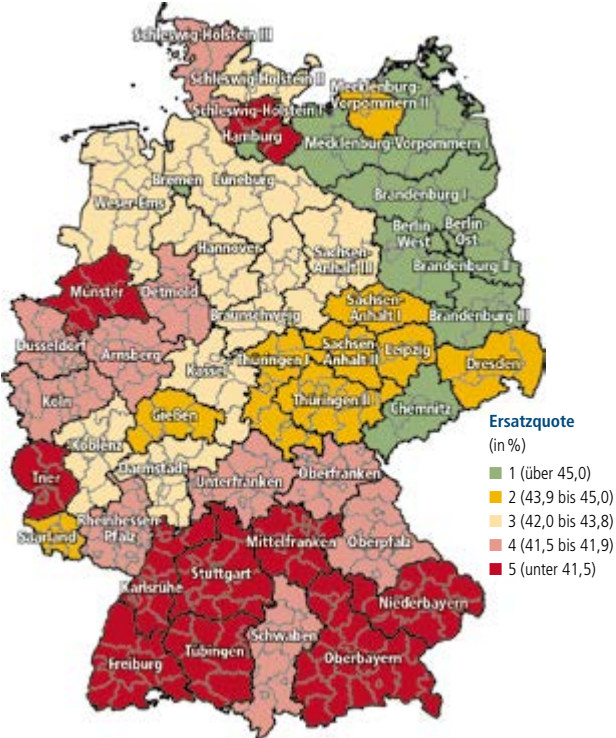 Schleswig-Holstein III
Schleswig-Holstein II
Mecklenburg-
Vorpommern II
Schleswig-Holstein I
Hamburg
Mecklenburg-Vorpommern I
Bremen
Lüneburg
Brandenburg I
Weser-Ems
Berlin-
West
Berlin-
Ost
Hannover
Sachsen-
Anhalt III
Brandenburg II
Münster
Detmold
Sachsen-
Anhalt I
Braunschweig
Brandenburg III
Düsseldorf
Arnsberg
Kassel
Thüringen I
Sachsen-
Anhalt II
Leipzig
Dresden
Köln
Gießen
Thüringen II
Chemnitz
Koblenz
Darmstadt
Trier
Unterfranken
Oberfranken
Saarland
Rheinhessen-
Pfalz
Mittelfranken
Oberpfalz
Karlsruhe
Stuttgart
Niederbayern
Schwaben
Freiburg
Tübingen
Oberbayern
Ersatzquote
(in %)
1 (über 45,0)
2 (43,9 bis 45,0)
3 (42,0 bis 43,8)
4 (41,5 bis 41,9)
5 (unter 41,5)